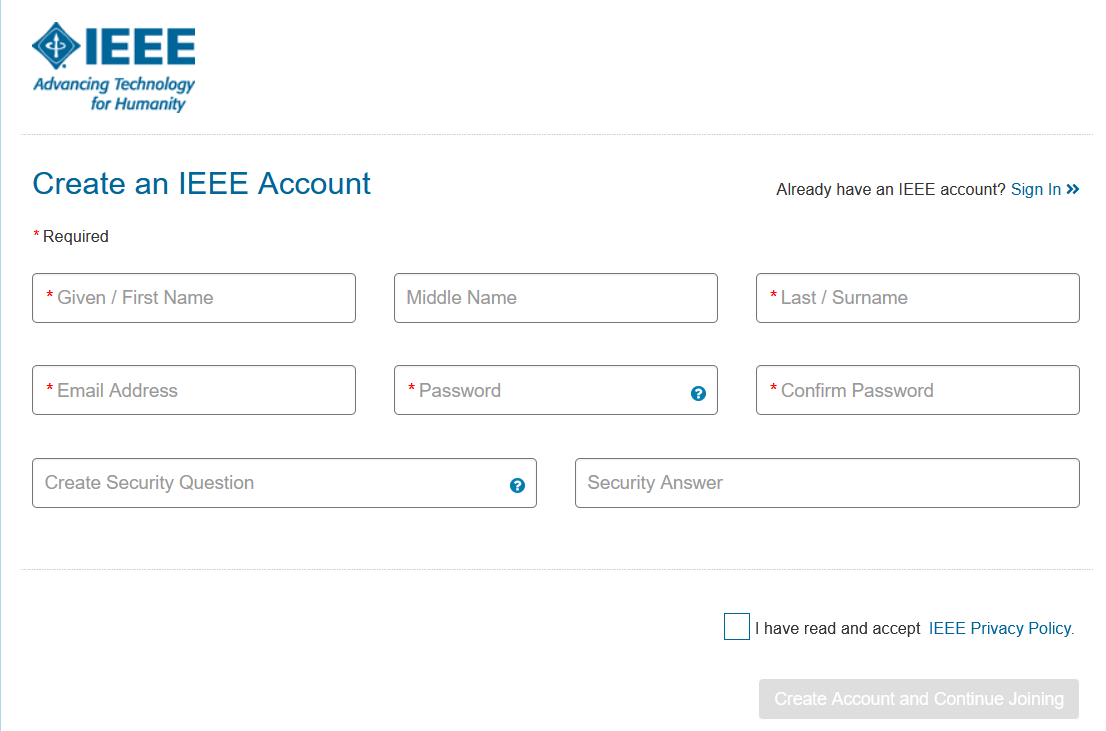 IEEE
Advancing Technology
for Humanity
Create an IEEE Account
Already have an IEEE account? Sign In »
* Required
* Given / First Name
Middle Name
* Last / Surname
* Email Address
* Password ?
* Confirm Password
Create Security Question ?
Security Answer
I have read and accept IEEE Privacy Policy.
Create Account and Continue Joining